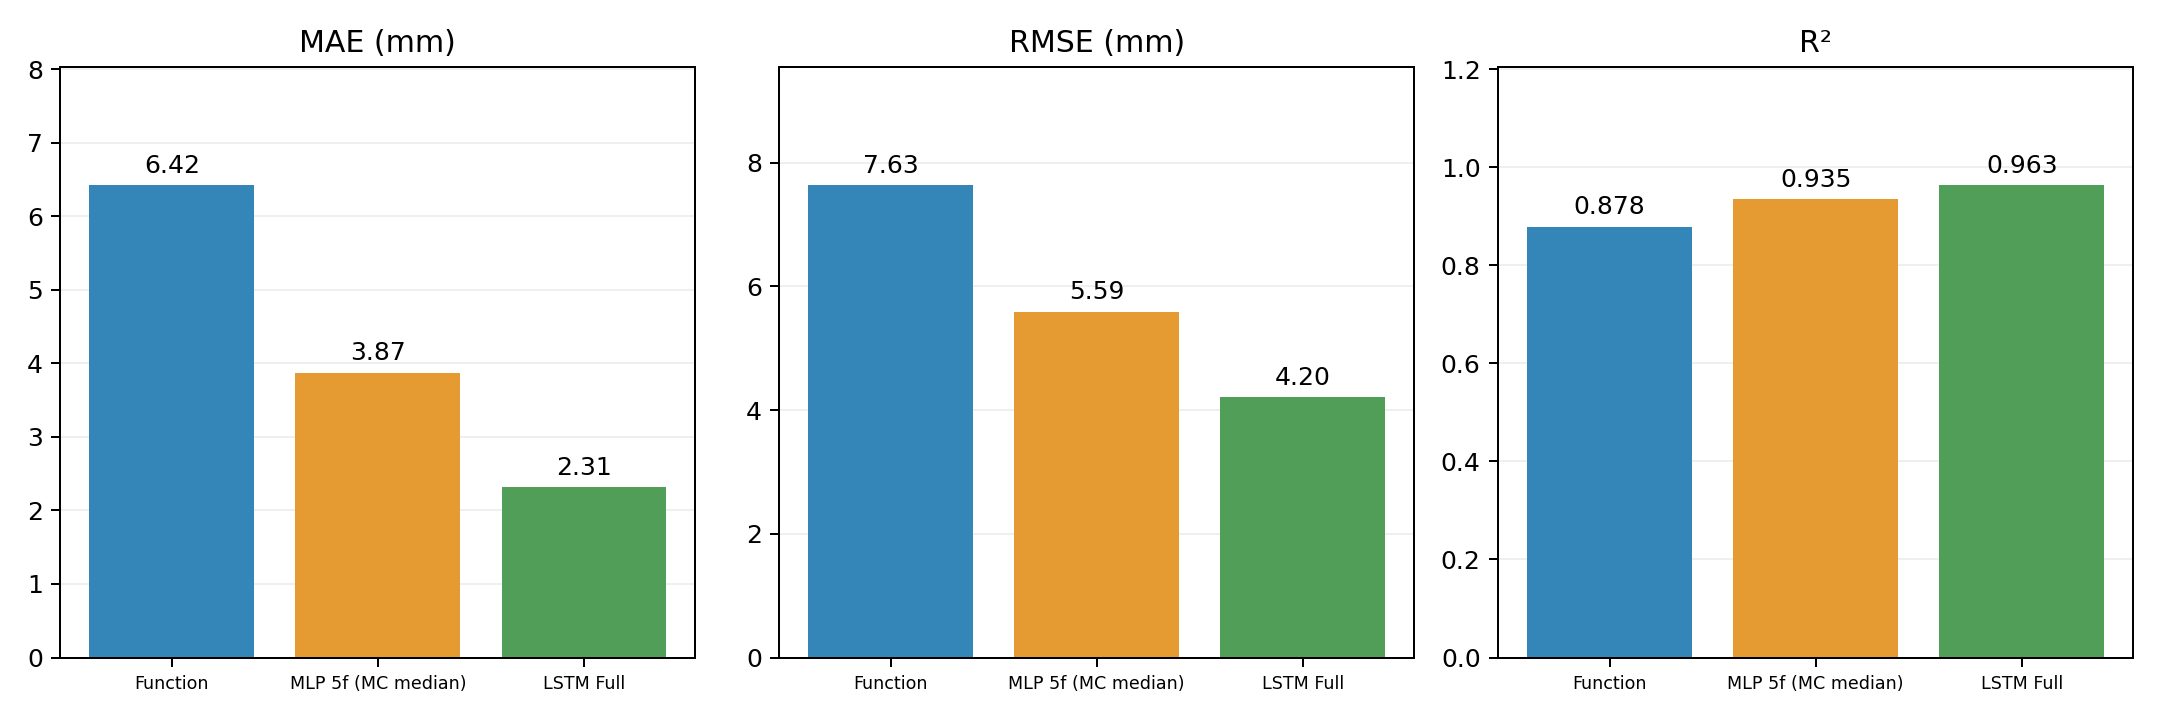 MAE (mm)
8
7
6
5
4
3
2
1
0
6.42
3.87
2.31
Function
MLP 5f (MC median)
LSTM Full
RMSE (mm)
8
6
4
2
0
7.63
5.59
4.20
Function
MLP 5f (MC median)
LSTM Full
R²
1.2
1.0
0.8
0.6
0.4
0.2
0.0
0.878
0.935
0.963
Function
MLP 5f (MC median)
LSTM Full